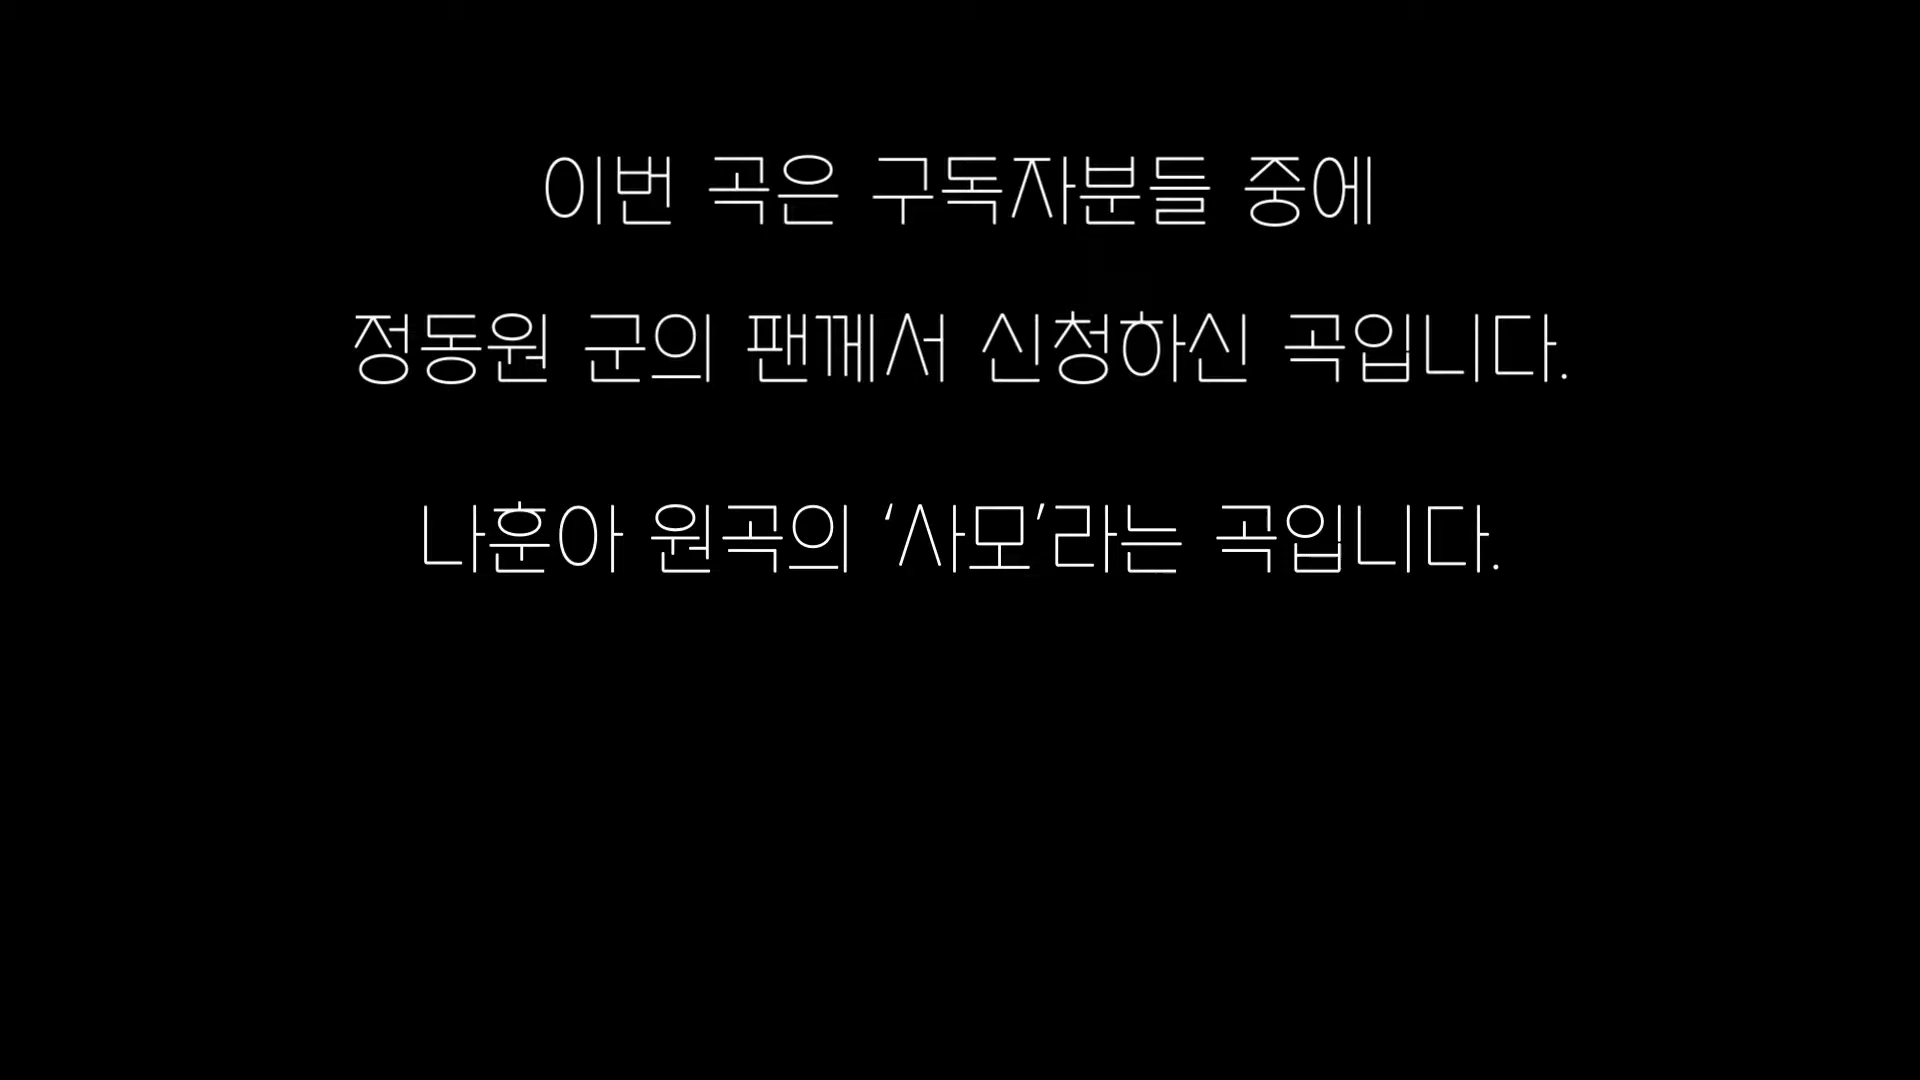 이번 곡은 구독자분들 중에
정동원 군의 팬께서 신청하신 곡입니다.
나훈아 원곡의 ‘사모’라는 곡입니다.